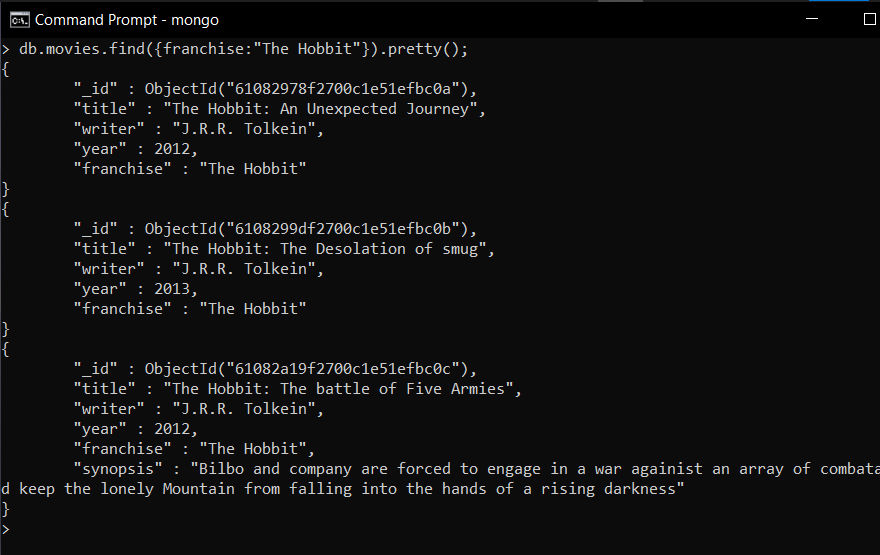 Command Prompt - mongo
> db.movies.find({franchise:"The Hobbit"}).pretty();
{
        "_id" : ObjectId("61082978f2700c1e51efbc0a"),
        "title" : "The Hobbit: An Unexpected Journey",
        "writer" : "J.R.R. Tolkein",
        "year" : 2012,
        "franchise" : "The Hobbit"
}
{
        "_id" : ObjectId("6108299df2700c1e51efbc0b"),
        "title" : "The Hobbit: The Desolation of smug",
        "writer" : "J.R.R. Tolkein",
        "year" : 2013,
        "franchise" : "The Hobbit"
}
{
        "_id" : ObjectId("61082a19f2700c1e51efbc0c"),
        "title" : "The Hobbit: The battle of Five Armies",
        "writer" : "J.R.R. Tolkein",
        "year" : 2012,
        "franchise" : "The Hobbit",
        "synopsis" : "Bilbo and company are forced to engage in a war againist an array of combata
d keep the lonely Mountain from falling into the hands of a rising darkness"
}
>